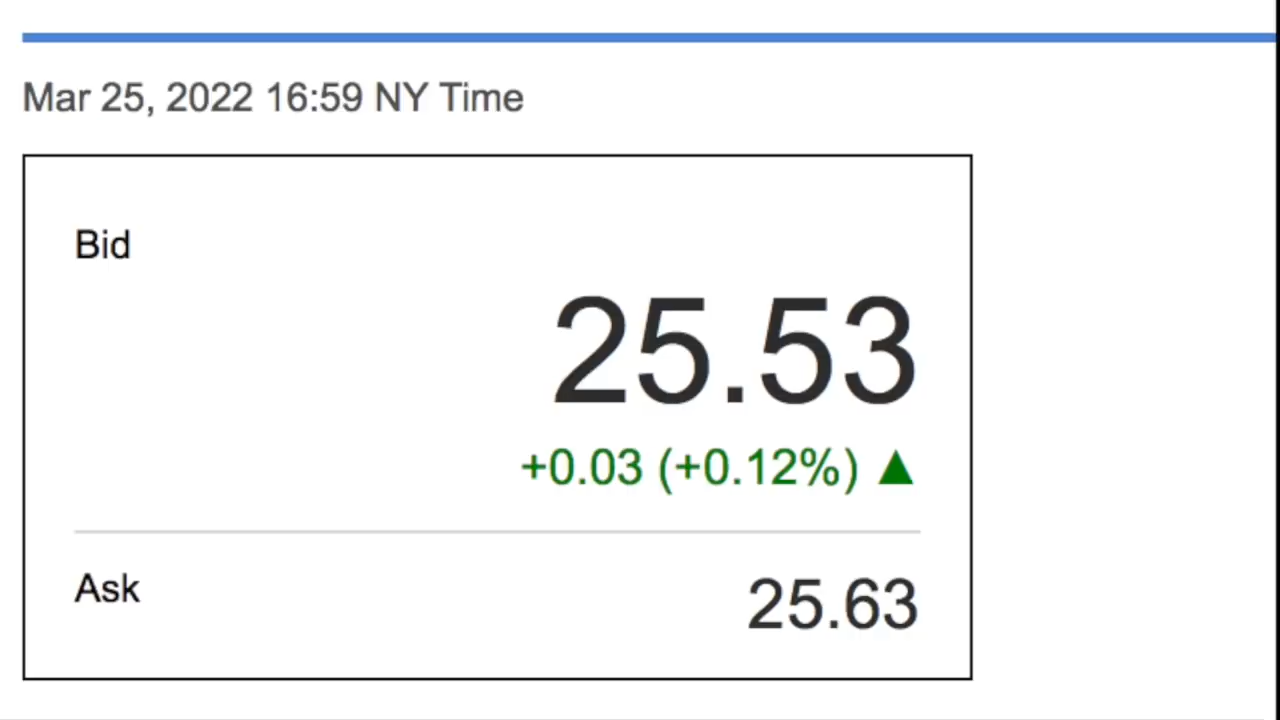 Mar 25, 2022 16:59 NY Time
Bid
25.53
+0.03 (+0.12%) ▲
Ask
25.63